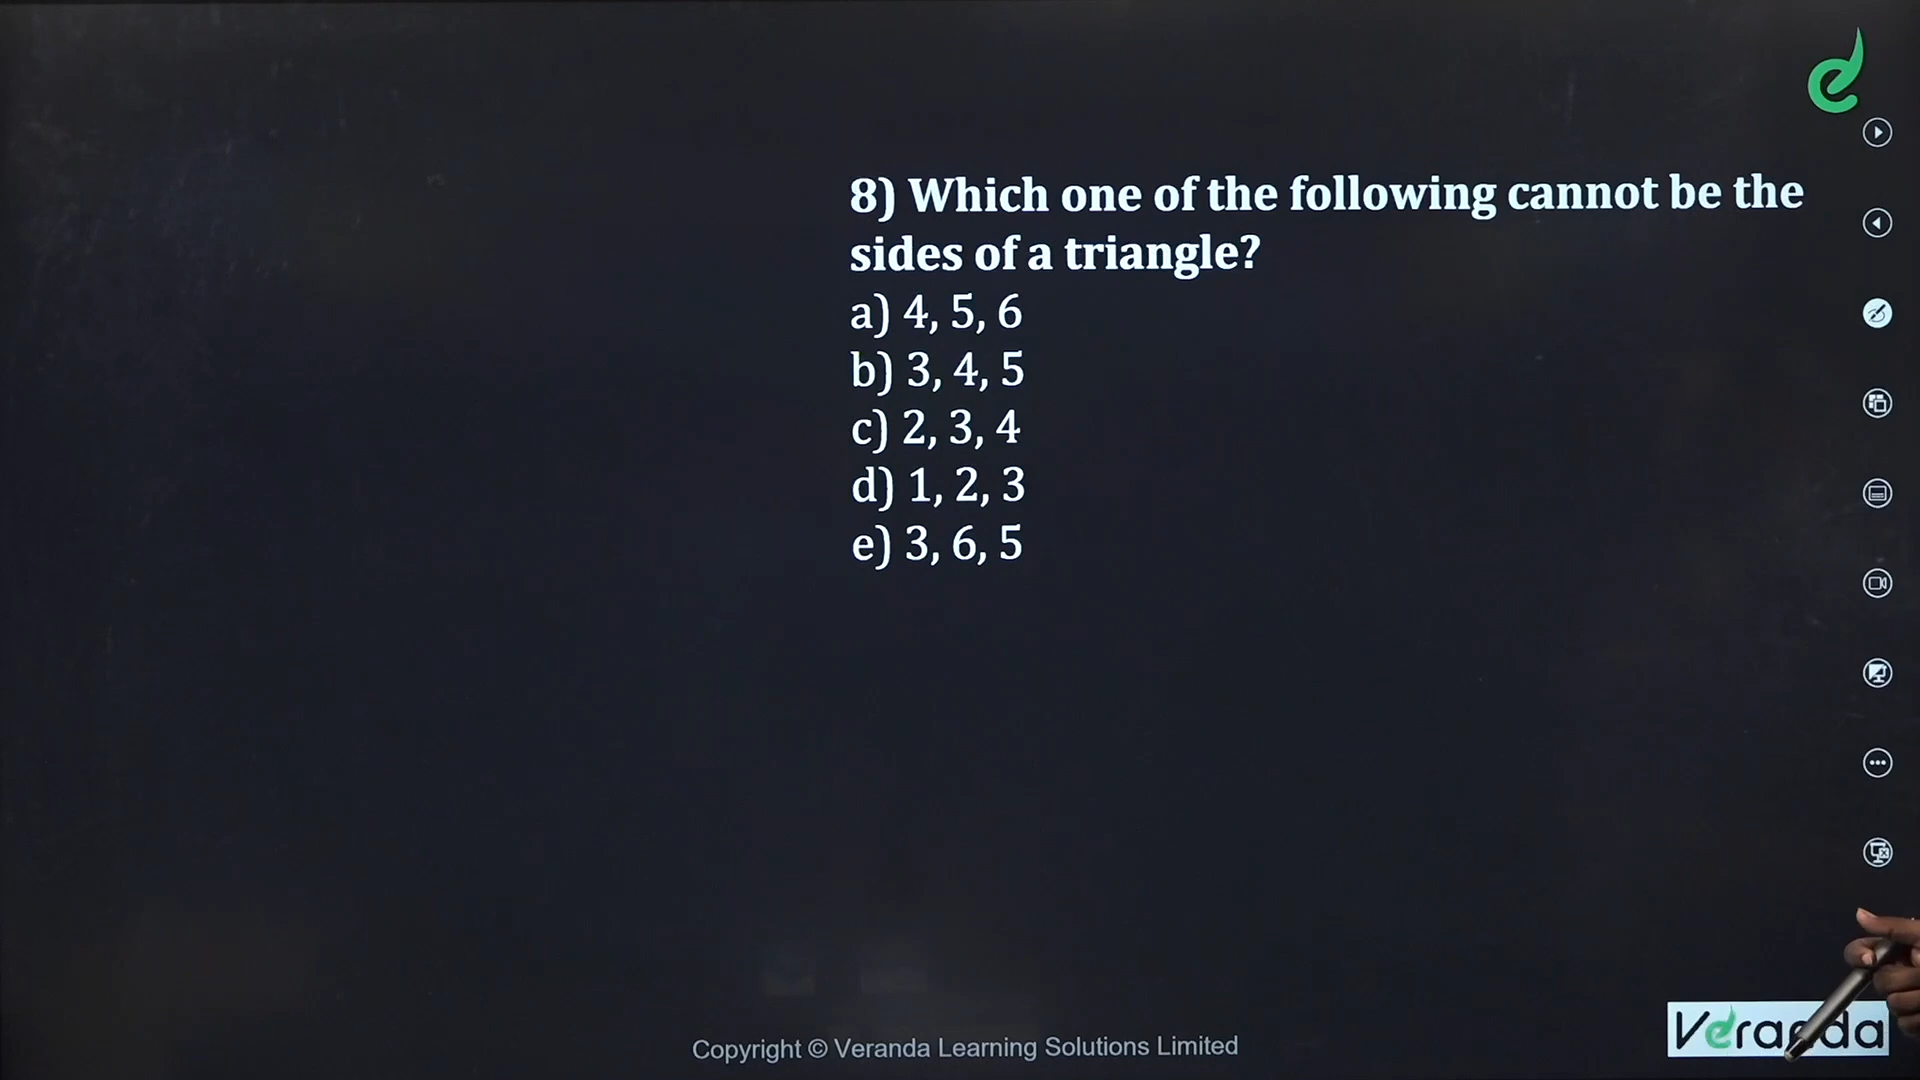 8) Which one of the following cannot be the
sides of a triangle?
a) 4, 5, 6
b) 3, 4, 5
c) 2, 3, 4
d) 1, 2, 3
e) 3, 6, 5
Copyright © Veranda Learning Solutions Limited
Veranda